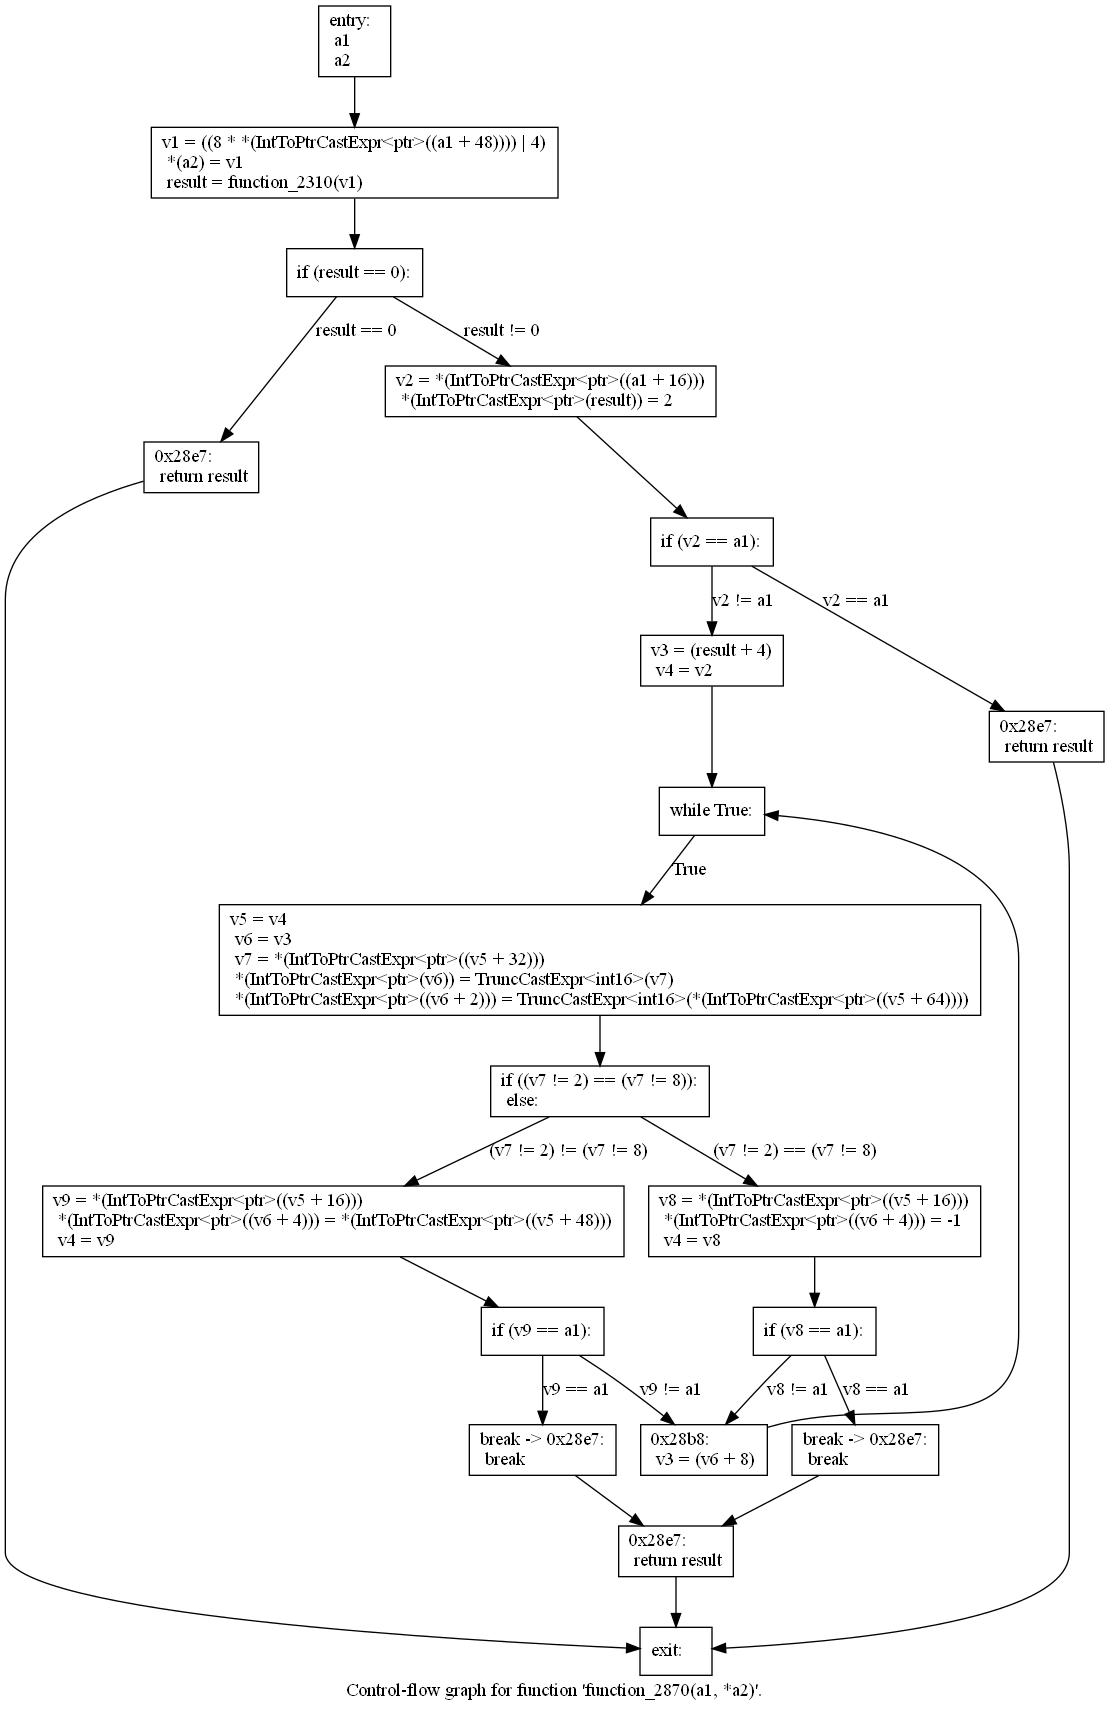 entry:
a1
a2
v1 = ((8 * *(IntToPtrCastExpr<ptr>((a1 + 48)))) | 4)
*(a2) = v1
result = function_2310(v1)
if (result == 0):
result == 0
result != 0
v2 = *(IntToPtrCastExpr<ptr>((a1 + 16)))
*(IntToPtrCastExpr<ptr>(result)) = 2
0x28e7:
return result
if (v2 == a1):
v2 != a1
v2 == a1
v3 = (result + 4)
v4 = v2
0x28e7:
return result
while True:
True
v5 = v4
v6 = v3
v7 = *(IntToPtrCastExpr<ptr>((v5 + 32)))
*(IntToPtrCastExpr<ptr>(v6)) = TruncCastExpr<int16>(v7)
*(IntToPtrCastExpr<ptr>((v6 + 2))) = TruncCastExpr<int16>(*(IntToPtrCastExpr<ptr>((v5 + 64))))
if ((v7 != 2) == (v7 != 8)):
else:
(v7 != 2) != (v7 != 8)
(v7 != 2) == (v7 != 8)
v9 = *(IntToPtrCastExpr<ptr>((v5 + 16)))
*(IntToPtrCastExpr<ptr>((v6 + 4))) = *(IntToPtrCastExpr<ptr>((v5 + 48)))
v4 = v9
v8 = *(IntToPtrCastExpr<ptr>((v5 + 16)))
*(IntToPtrCastExpr<ptr>((v6 + 4))) = -1
v4 = v8
if (v9 == a1):
if (v8 == a1):
v9 == a1
v9 != a1
v8 != a1
v8 == a1
break -> 0x28e7:
break
0x28b8:
v3 = (v6 + 8)
break -> 0x28e7:
break
0x28e7:
return result
exit:
Control-flow graph for function 'function_2870(a1, *a2)'.